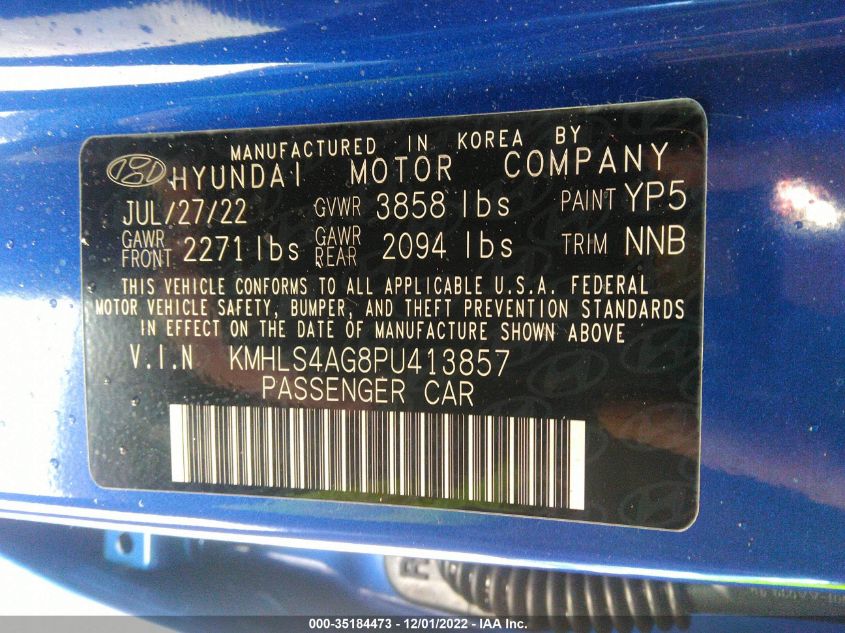 MANUFACTURED IN KOREA BY
HYUNDAI MOTOR COMPANY
JUL/27/22 GVWR 3858 lbs PAINT YP5
GAWR FRONT 2271 lbs GAWR REAR 2094 lbs TRIM NNB
THIS VEHICLE CONFORMS TO ALL APPLICABLE U.S.A. FEDERAL
MOTOR VEHICLE SAFETY, BUMPER, AND THEFT PREVENTION STANDARDS
IN EFFECT ON THE DATE OF MANUFACTURE SHOWN ABOVE
V.I.N KMHLS4AG8PU413857
PASSENGER CAR
000-35184473 - 12/01/2022 - IAA Inc.